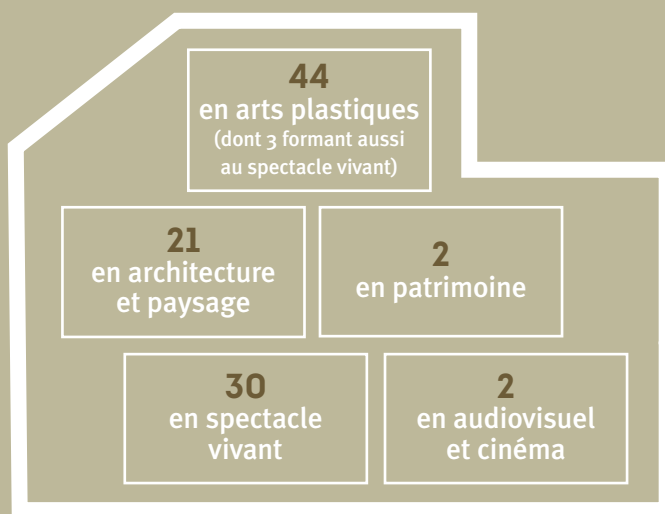 44
en arts plastiques
(dont 3 formant aussi
au spectacle vivant)
21
en architecture
et paysage
2
en patrimoine
30
en spectacle
vivant
2
en audiovisuel
et cinéma